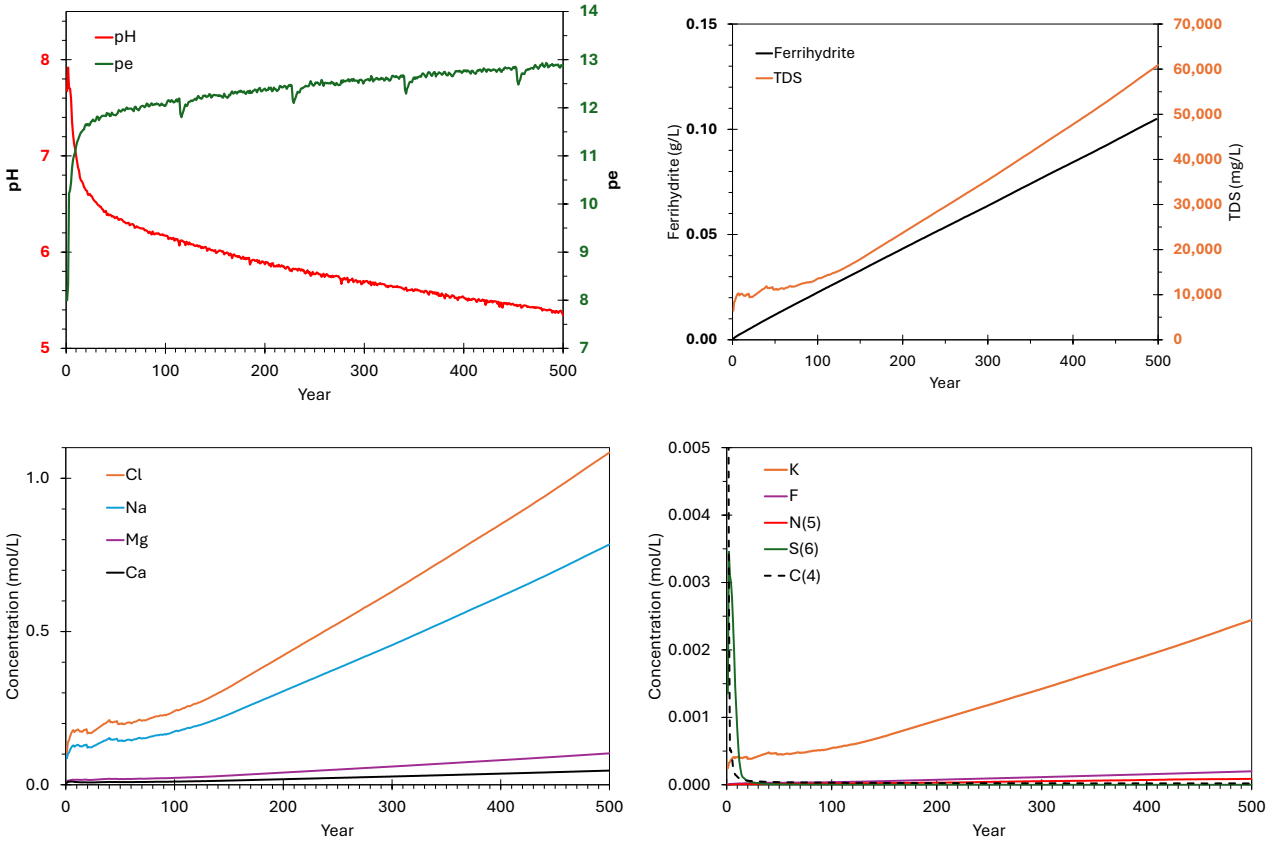 14
8
7
6
5
13
12
11
10
9
8
7
pH
pe
pH
pe
0
100
200
300
400
500
Year
0.15
0.10
0.05
0.00
70,000
60,000
50,000
40,000
30,000
20,000
10,000
0
Ferrihydrite
TDS
Ferrihydrite (g/L)
TDS (mg/L)
0
100
200
300
400
500
Year
1.0
0.5
0.0
Cl
Na
Mg
Ca
Concentration (mol/L)
0
100
200
300
400
500
Year
0.005
0.004
0.003
0.002
0.001
0.000
K
F
N(5)
S(6)
C(4)
Concentration (mol/L)
0
100
200
300
400
500
Year